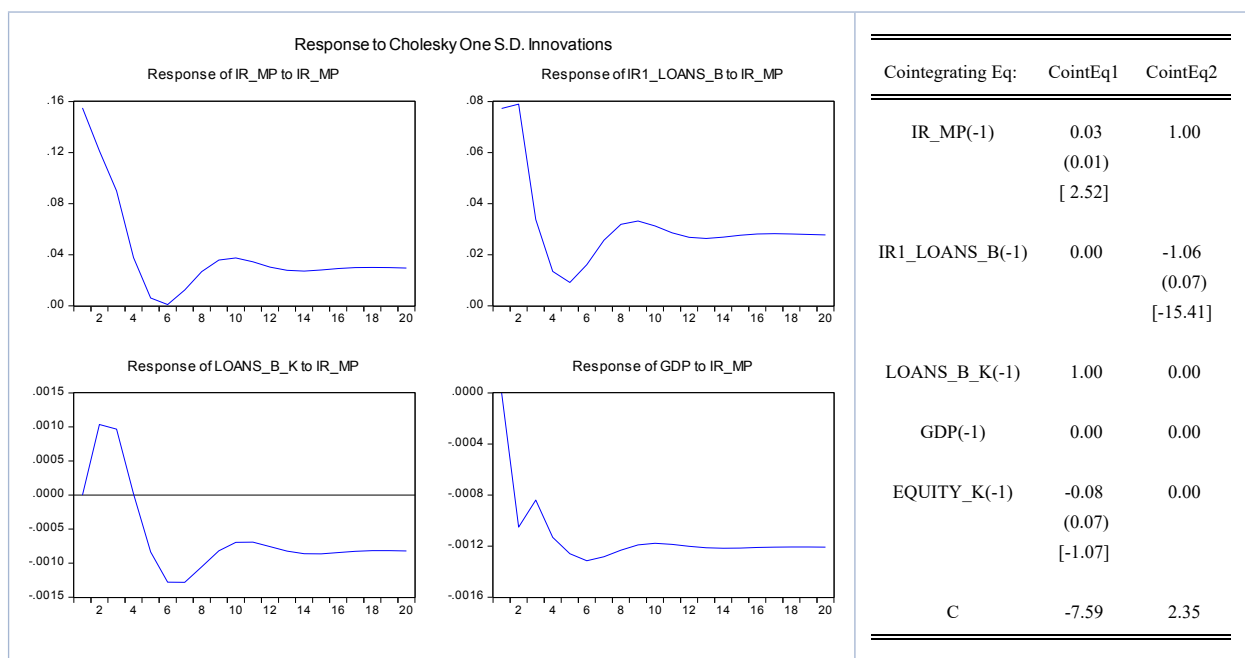 Response to Cholesky One S.D. Innovations
Response of IR_MP to IR_MP
.16
.12
.08
.04
.00
2 4 6 8 10 12 14 16 18 20
Response of IR1_LOANS_B to IR_MP
.08
.06
.04
.02
.00
2 4 6 8 10 12 14 16 18 20
Response of LOANS_B_K to IR_MP
.0015
.0010
.0005
.0000
-.0005
-.0010
-.0015
2 4 6 8 10 12 14 16 18 20
Response of GDP to IR_MP
.0000
-.0004
-.0008
-.0012
-.0016
2 4 6 8 10 12 14 16 18 20
Cointegrating Eq: CointEq1 CointEq2
IR_MP(-1) 0.03 1.00
(0.01)
[ 2.52]
IR1_LOANS_B(-1) 0.00 -1.06
(0.07)
[-15.41]
LOANS_B_K(-1) 1.00 0.00
GDP(-1) 0.00 0.00
EQUITY_K(-1) -0.08 0.00
(0.07)
[-1.07]
C -7.59 2.35